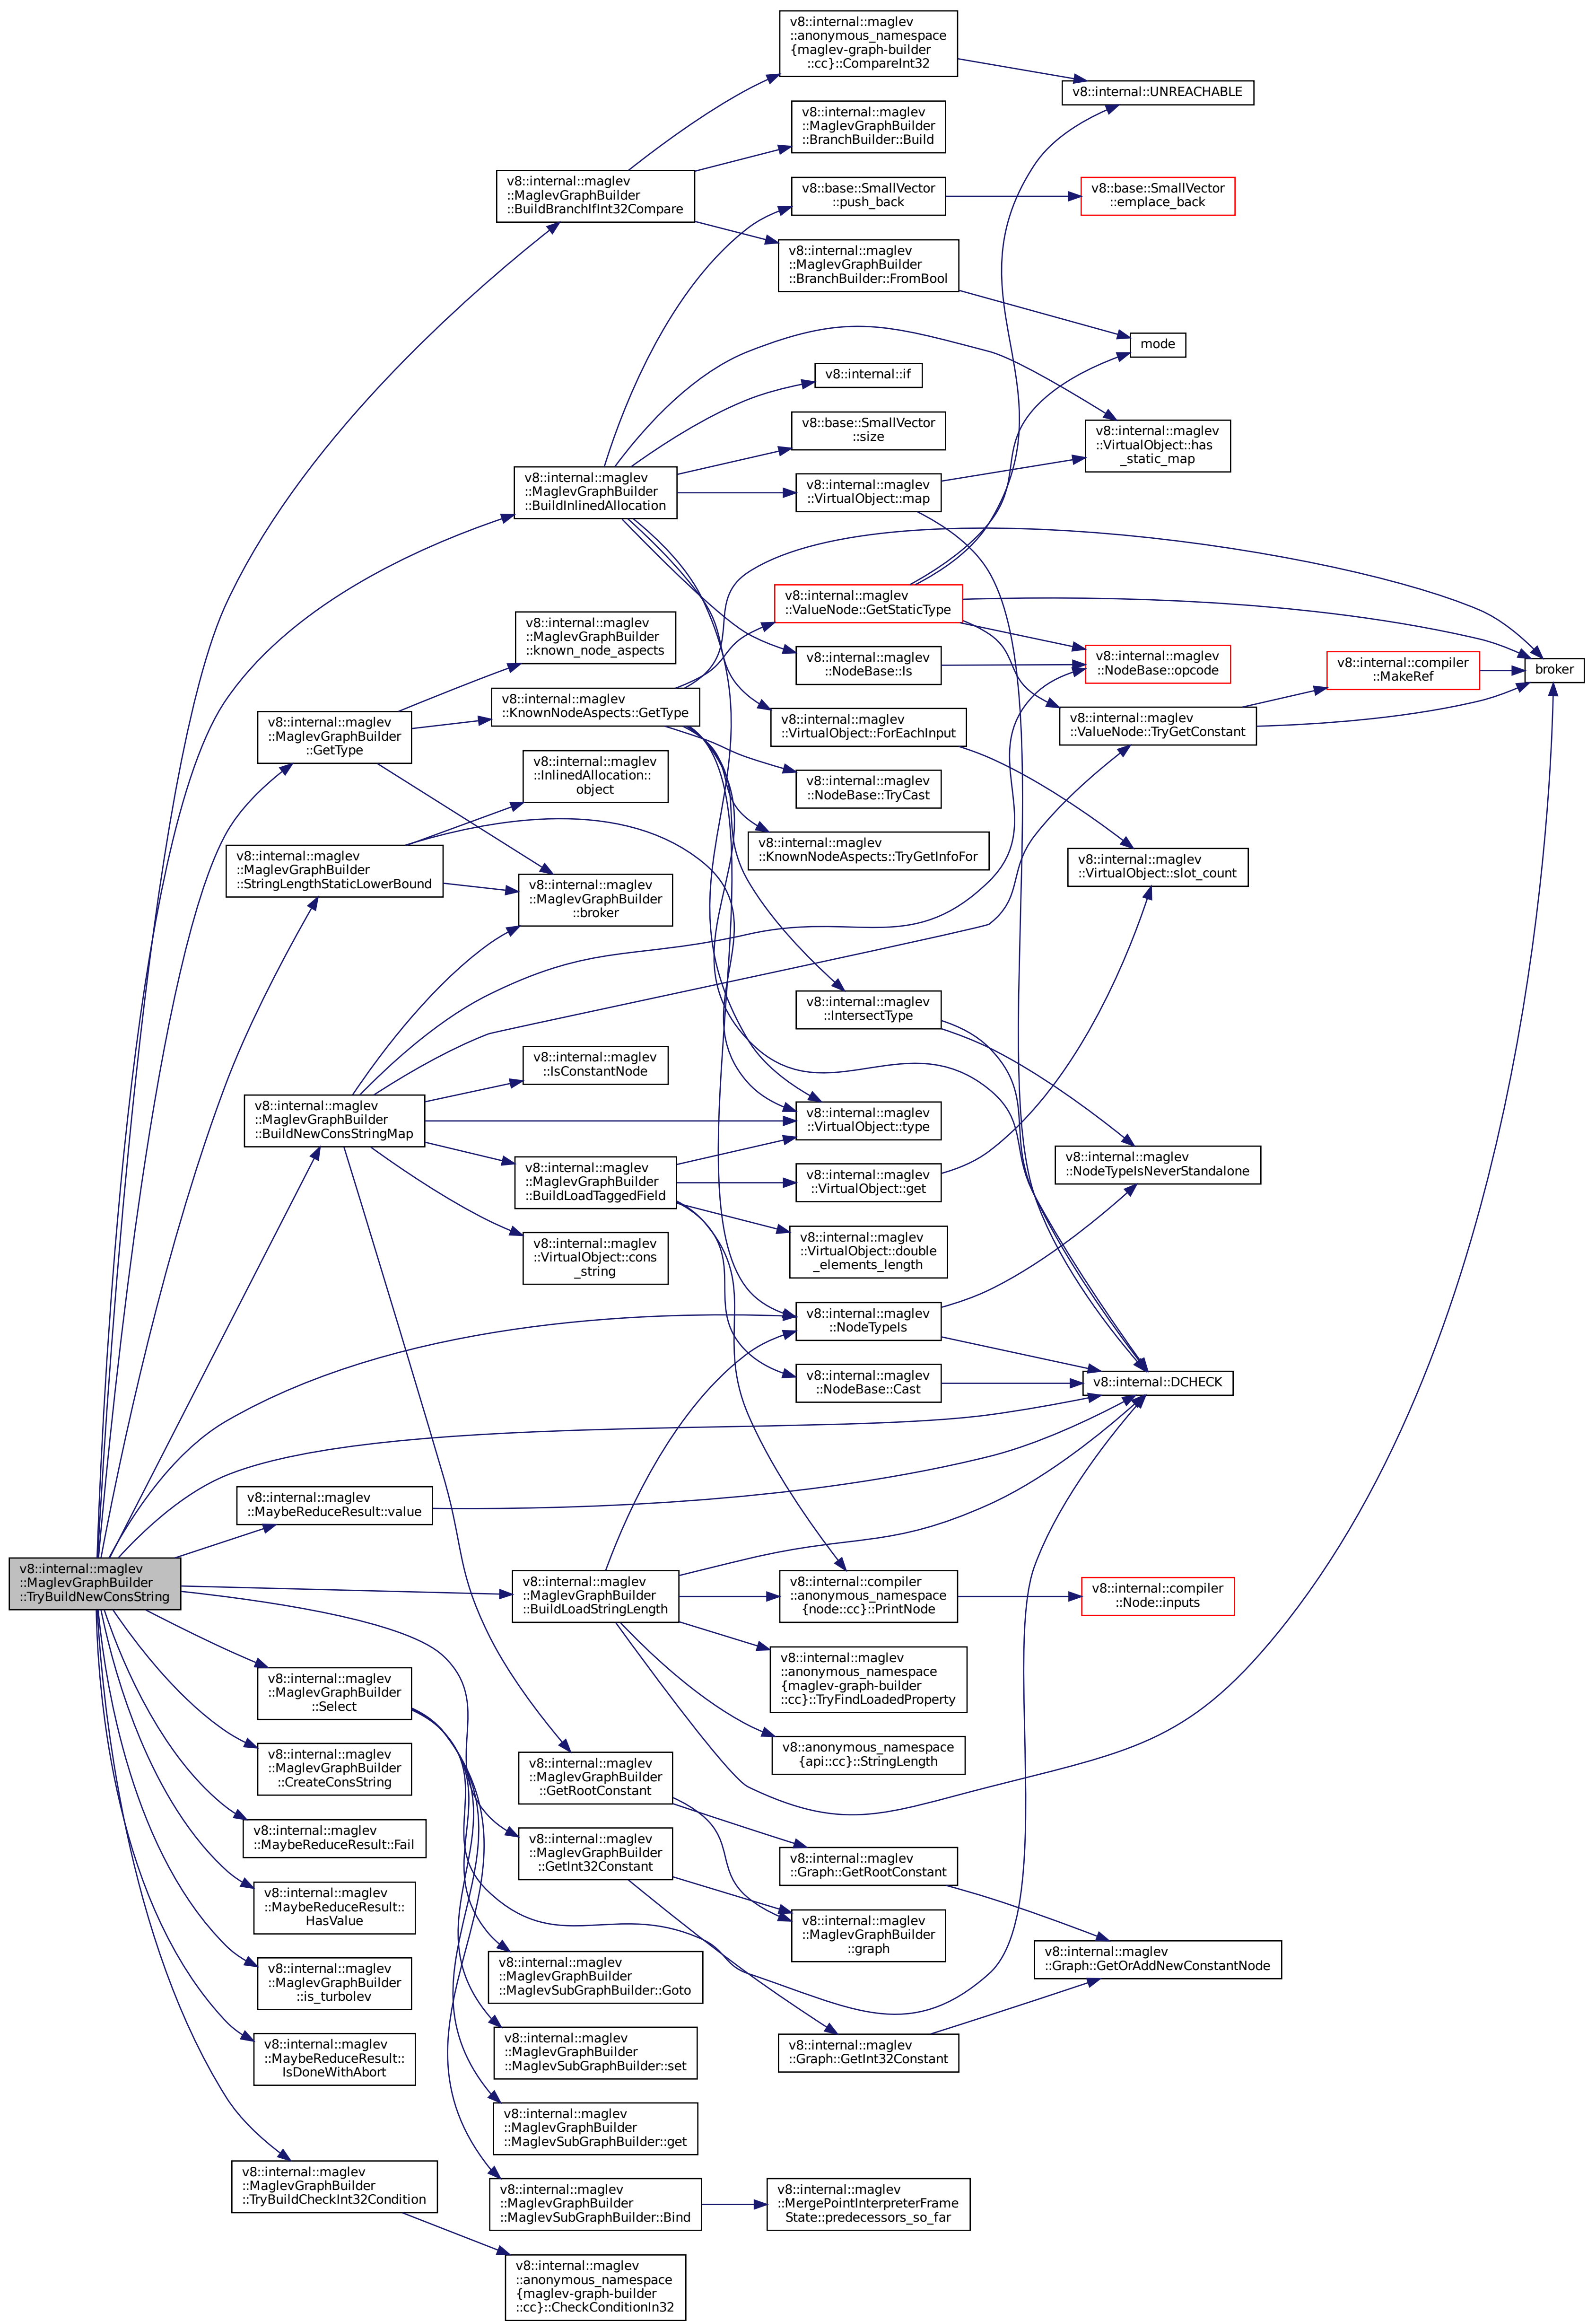 v8::internal::maglev
::MaglevGraphBuilder
::TryBuildNewConsString
v8::internal::maglev
::MaglevGraphBuilder
::BuildBranchIfInt32Compare
v8::internal::maglev
::anonymous_namespace
{maglev-graph-builder
::cc}::CompareInt32
v8::internal::UNREACHABLE
v8::internal::maglev
::MaglevGraphBuilder
::BranchBuilder::Build
v8::internal::maglev
::MaglevGraphBuilder
::BranchBuilder::FromBool
mode
v8::internal::maglev
::MaglevGraphBuilder
::BuildInlinedAllocation
v8::base::SmallVector
::push_back
v8::base::SmallVector
::emplace_back
v8::internal::if
v8::base::SmallVector
::size
v8::internal::maglev
::VirtualObject::map
v8::internal::maglev
::VirtualObject::has
_static_map
v8::internal::maglev
::NodeBase::Is
v8::internal::maglev
::NodeBase::opcode
v8::internal::maglev
::VirtualObject::ForEachInput
v8::internal::maglev
::VirtualObject::slot_count
v8::internal::maglev
::MaglevGraphBuilder
::GetType
v8::internal::maglev
::MaglevGraphBuilder
::known_node_aspects
v8::internal::maglev
::KnownNodeAspects::GetType
v8::internal::maglev
::ValueNode::GetStaticType
v8::internal::maglev
::ValueNode::TryGetConstant
v8::internal::compiler
::MakeRef
broker
v8::internal::maglev
::NodeBase::TryCast
v8::internal::maglev
::KnownNodeAspects::TryGetInfoFor
v8::internal::maglev
::IntersectType
v8::internal::maglev
::NodeTypeIsNeverStandalone
v8::internal::maglev
::MaglevGraphBuilder
::StringLengthStaticLowerBound
v8::internal::maglev
::InlinedAllocation::
object
v8::internal::maglev
::MaglevGraphBuilder
::broker
v8::internal::maglev
::MaglevGraphBuilder
::BuildNewConsStringMap
v8::internal::maglev
::IsConstantNode
v8::internal::maglev
::VirtualObject::type
v8::internal::maglev
::MaglevGraphBuilder
::BuildLoadTaggedField
v8::internal::maglev
::VirtualObject::get
v8::internal::maglev
::VirtualObject::double
_elements_length
v8::internal::maglev
::VirtualObject::cons
_string
v8::internal::maglev
::NodeTypeIs
v8::internal::maglev
::NodeBase::Cast
v8::internal::DCHECK
v8::internal::maglev
::MaybeReduceResult::value
v8::internal::maglev
::MaglevGraphBuilder
::BuildLoadStringLength
v8::internal::compiler
::anonymous_namespace
{node::cc}::PrintNode
v8::internal::compiler
::Node::inputs
v8::internal::maglev
::anonymous_namespace
{maglev-graph-builder
::cc}::TryFindLoadedProperty
v8::anonymous_namespace
{api::cc}::StringLength
v8::internal::maglev
::MaglevGraphBuilder
::Select
v8::internal::maglev
::MaglevGraphBuilder
::CreateConsString
v8::internal::maglev
::MaybeReduceResult::Fail
v8::internal::maglev
::MaybeReduceResult::
HasValue
v8::internal::maglev
::MaglevGraphBuilder
::is_turbolev
v8::internal::maglev
::MaybeReduceResult::
IsDoneWithAbort
v8::internal::maglev
::MaglevGraphBuilder
::TryBuildCheckInt32Condition
v8::internal::maglev
::MaglevGraphBuilder
::GetRootConstant
v8::internal::maglev
::MaglevGraphBuilder
::GetInt32Constant
v8::internal::maglev
::Graph::GetRootConstant
v8::internal::maglev
::MaglevGraphBuilder
::graph
v8::internal::maglev
::Graph::GetOrAddNewConstantNode
v8::internal::maglev
::Graph::GetInt32Constant
v8::internal::maglev
::MaglevGraphBuilder
::MaglevSubGraphBuilder::Goto
v8::internal::maglev
::MaglevGraphBuilder
::MaglevSubGraphBuilder::set
v8::internal::maglev
::MaglevGraphBuilder
::MaglevSubGraphBuilder::get
v8::internal::maglev
::MaglevGraphBuilder
::MaglevSubGraphBuilder::Bind
v8::internal::maglev
::MergePointInterpreterFrame
State::predecessors_so_far
v8::internal::maglev
::anonymous_namespace
{maglev-graph-builder
::cc}::CheckConditionIn32